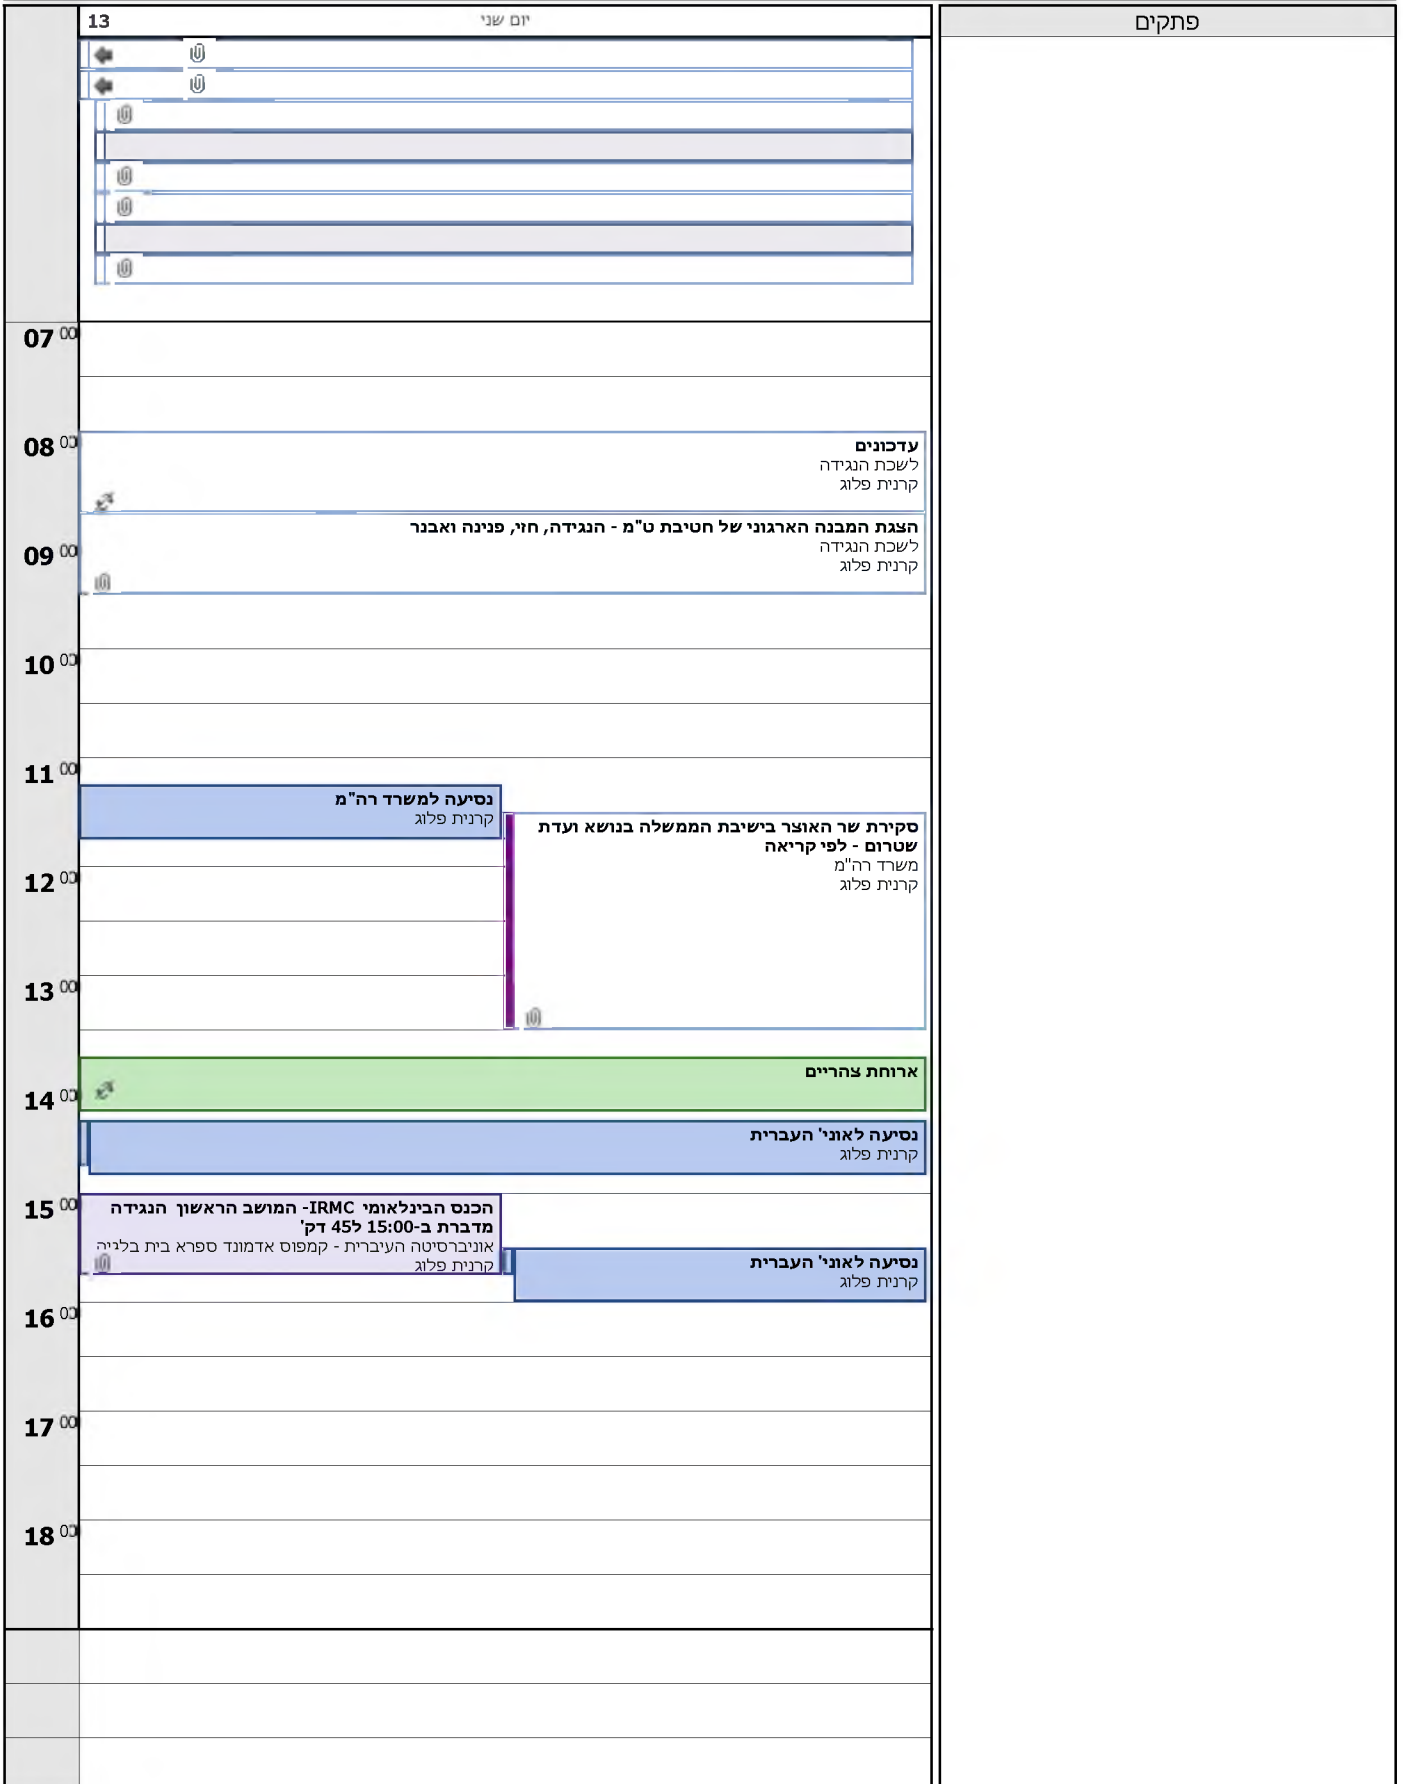 פתקים
יום שני
13
07 00
08 00
עדכונים
לשכת הנגידה
קרנית פלוג
הצגת המבנה הארגוני של חטיבת ט"מ - הנגידה, חזי, פנינה ואבנר
לשכת הנגידה
קרנית פלוג
09 00
10 00
11 00
נסיעה למשרד רה"מ
קרנית פלוג
סקירת שר האוצר בישיבת הממשלה בנושא ועדת
שטרום - לפי קריאה
משרד רה"מ
קרנית פלוג
12 00
13 00
ארוחת צהריים
14 00
נסיעה לאוני' העברית
קרנית פלוג
15 00
הכנס הבינלאומי IRMC- המושב הראשון הנגידה
מדברת ב-15:00 ל45 דק'
אוניברסיטה העיברית - קמפוס אדמונד ספרא בית בלגיה
קרנית פלוג
נסיעה לאוני' העברית
קרנית פלוג
16 00
17 00
18 00